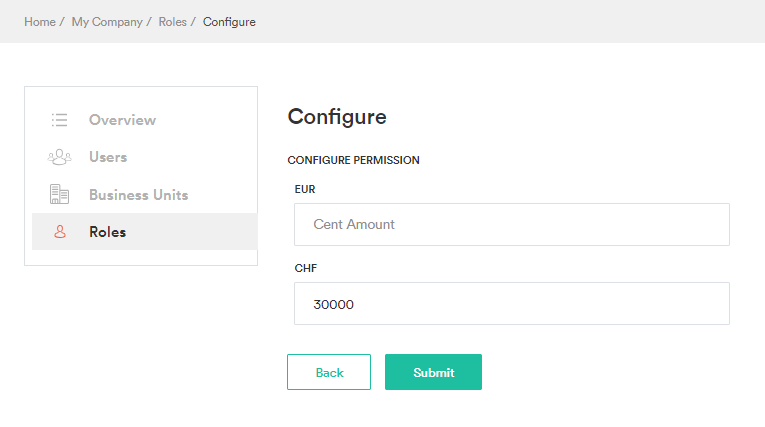 Home / My Company / Roles / Configure
Overview
Users
Business Units
Roles
Configure
CONFIGURE PERMISSION
EUR
Cent Amount
CHF
30000
Back Submit